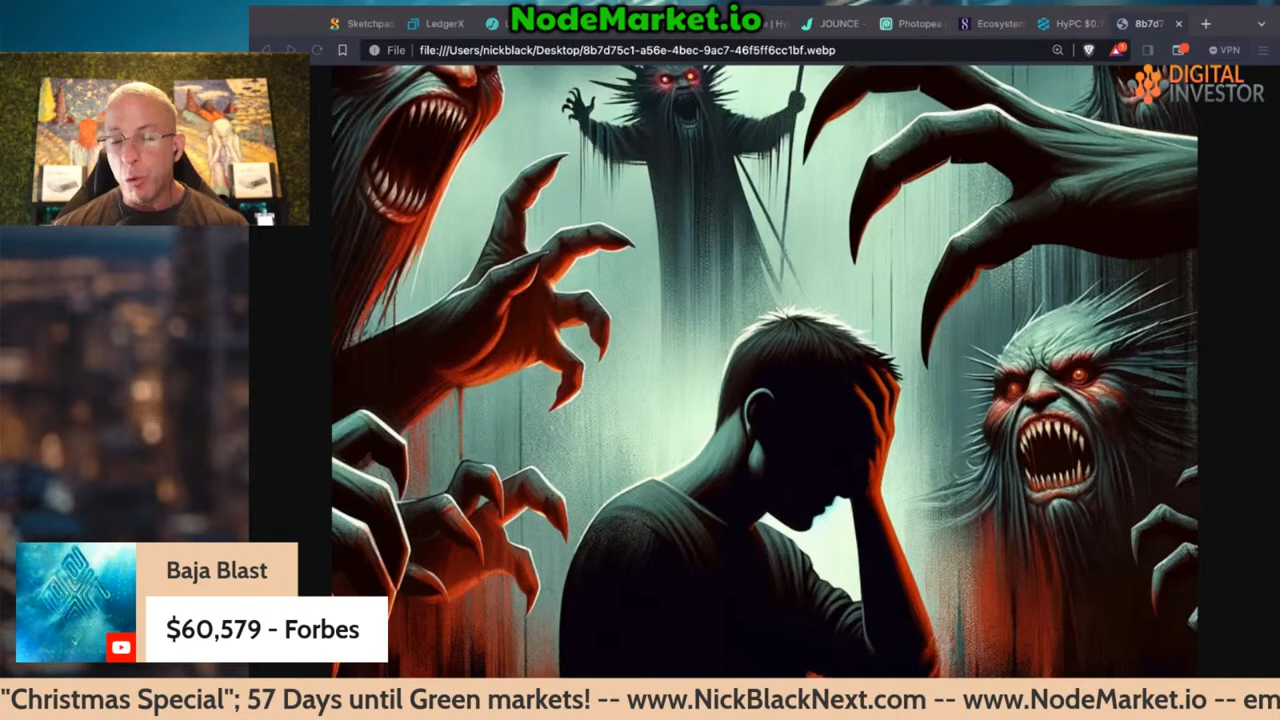 Sketchpad
LedgerX
NodeMarket.io
JOUNCE
Photopea
Ecosystem
HyPC $0.
8b7d7
File
file:///Users/nickblack/Desktop/8b7d75c1-a56e-4bec-9ac7-46f5ff6cc1bf.webp
VPN
DIGITAL
INVESTOR
Baja Blast
$60,579 - Forbes
"Christmas Special"; 57 Days until Green markets! -- www.NickBlackNext.com -- www.NodeMarket.io -- em